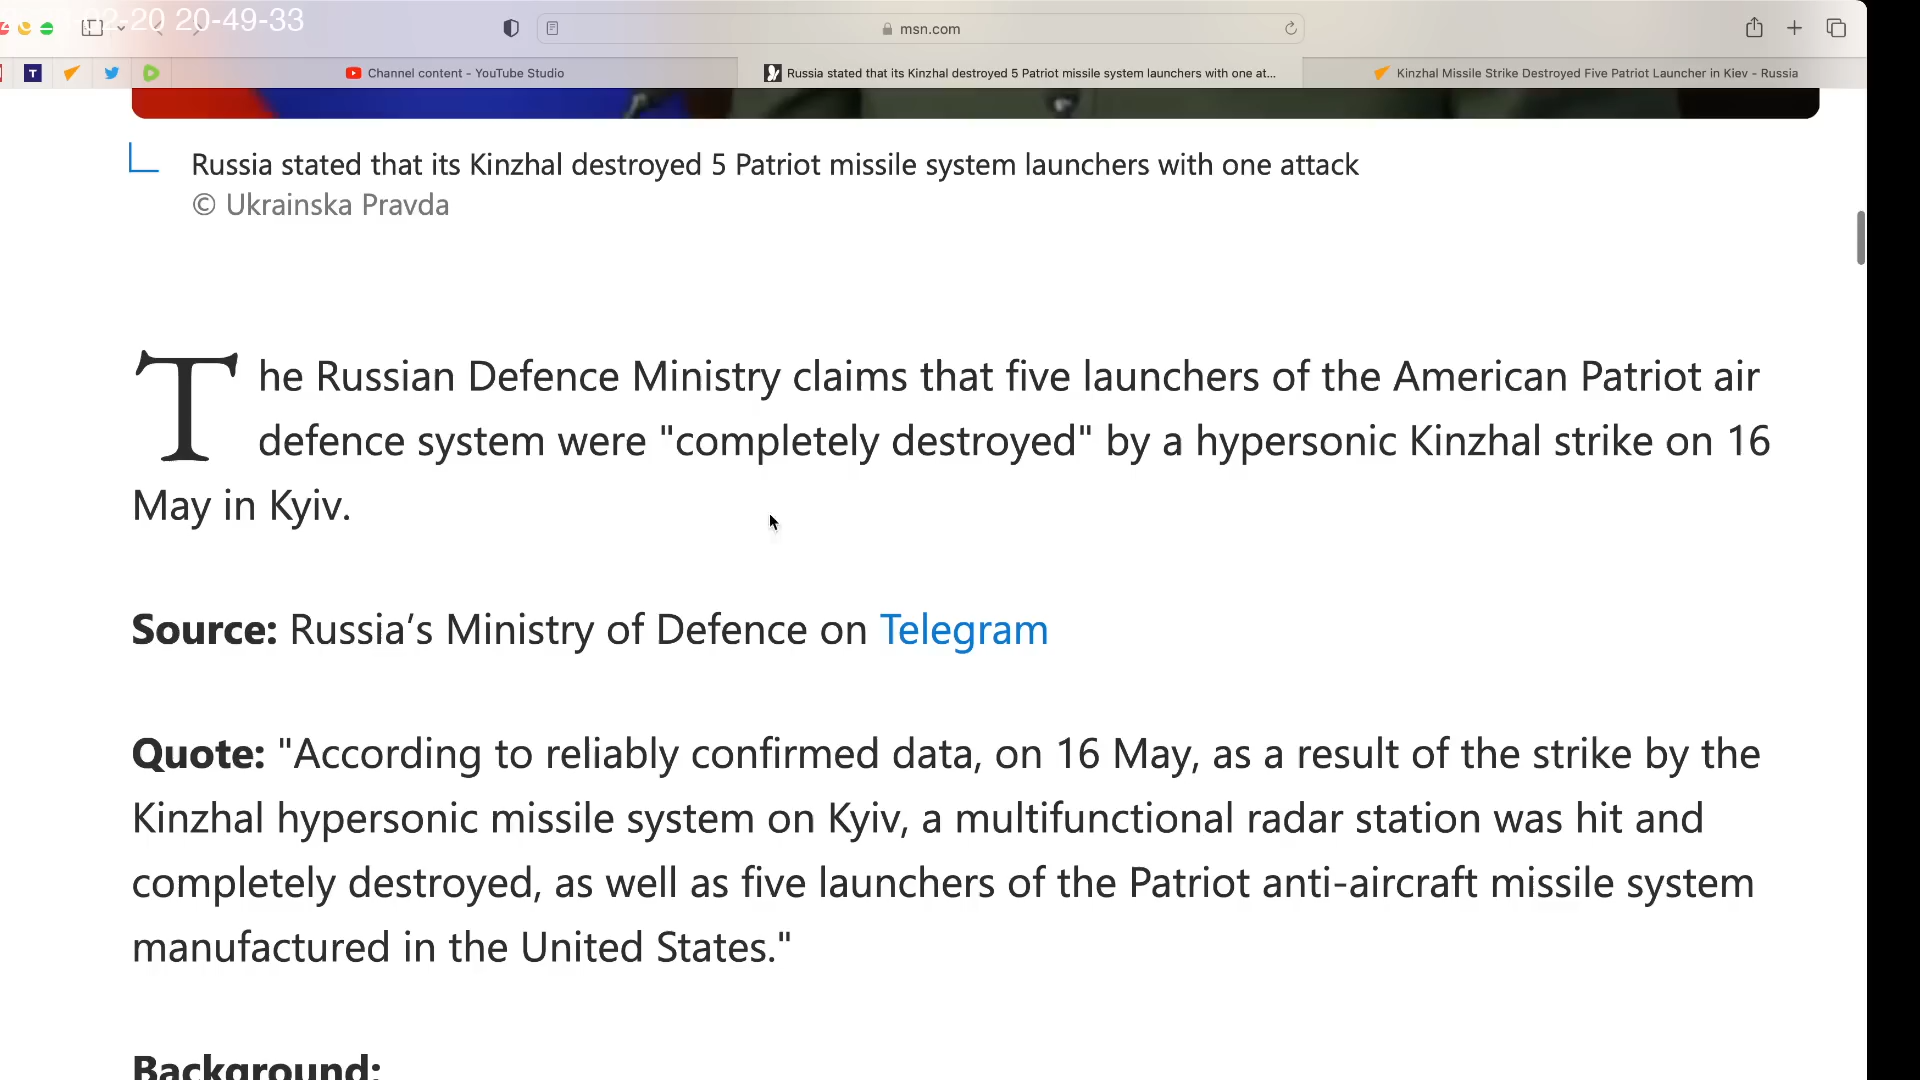 2-20 20-49-33
msn.com
T
Channel content - YouTube Studio
Russia stated that its Kinzhal destroyed 5 Patriot missile system launchers with one at...
Kinzhal Missile Strike Destroyed Five Patriot Launcher in Kiev - Russia
Russia stated that its Kinzhal destroyed 5 Patriot missile system launchers with one attack
© Ukrainska Pravda
The Russian Defence Ministry claims that five launchers of the American Patriot air
defence system were "completely destroyed" by a hypersonic Kinzhal strike on 16
May in Kyiv.
Source: Russia’s Ministry of Defence on Telegram
Quote: "According to reliably confirmed data, on 16 May, as a result of the strike by the
Kinzhal hypersonic missile system on Kyiv, a multifunctional radar station was hit and
completely destroyed, as well as five launchers of the Patriot anti-aircraft missile system
manufactured in the United States."
Background: